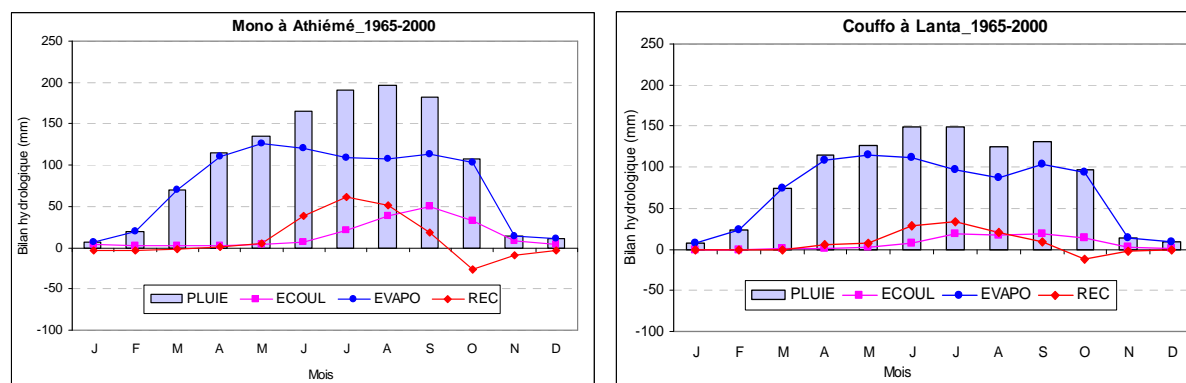 Mono à Athiémé_1965-2000
Bilan hydrologique (mm)
250
200
150
100
50
0
-50
-100
PLUIE ECOUL EVAPO REC
J F M A M J J A S O N D
Mois
Couffo à Lanta_1965-2000
Bilan hydrologique (mm)
250
200
150
100
50
0
-50
-100
PLUIE ECOUL EVAPO REC
J F M A M J J A S O N D
Mois